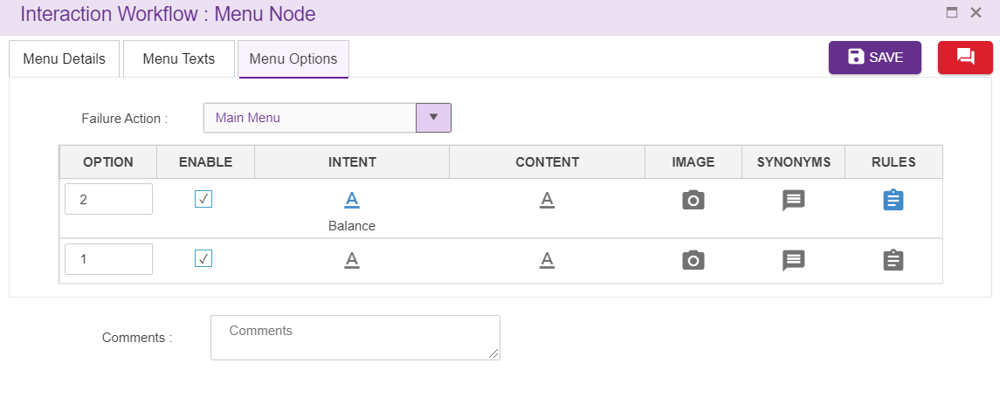 Interaction Workflow : Menu Node
Menu Details Menu Texts Menu Options SAVE
Failure Action : Main Menu
OPTION ENABLE INTENT CONTENT IMAGE SYNONYMS RULES
2 A A
Balance
1 A A
Comments : Comments